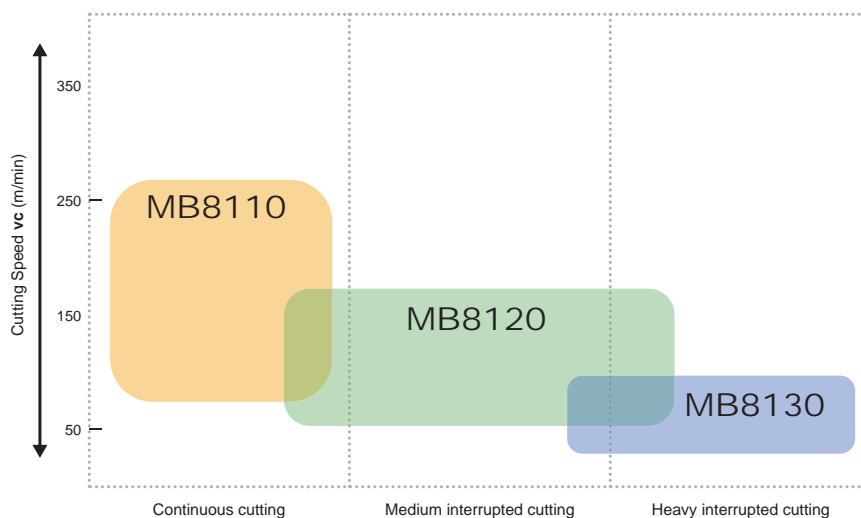 350
250
150
50
Cutting Speed vc (m/min)
MB8110
MB8120
MB8130
Continuous cutting
Medium interrupted cutting
Heavy interrupted cutting